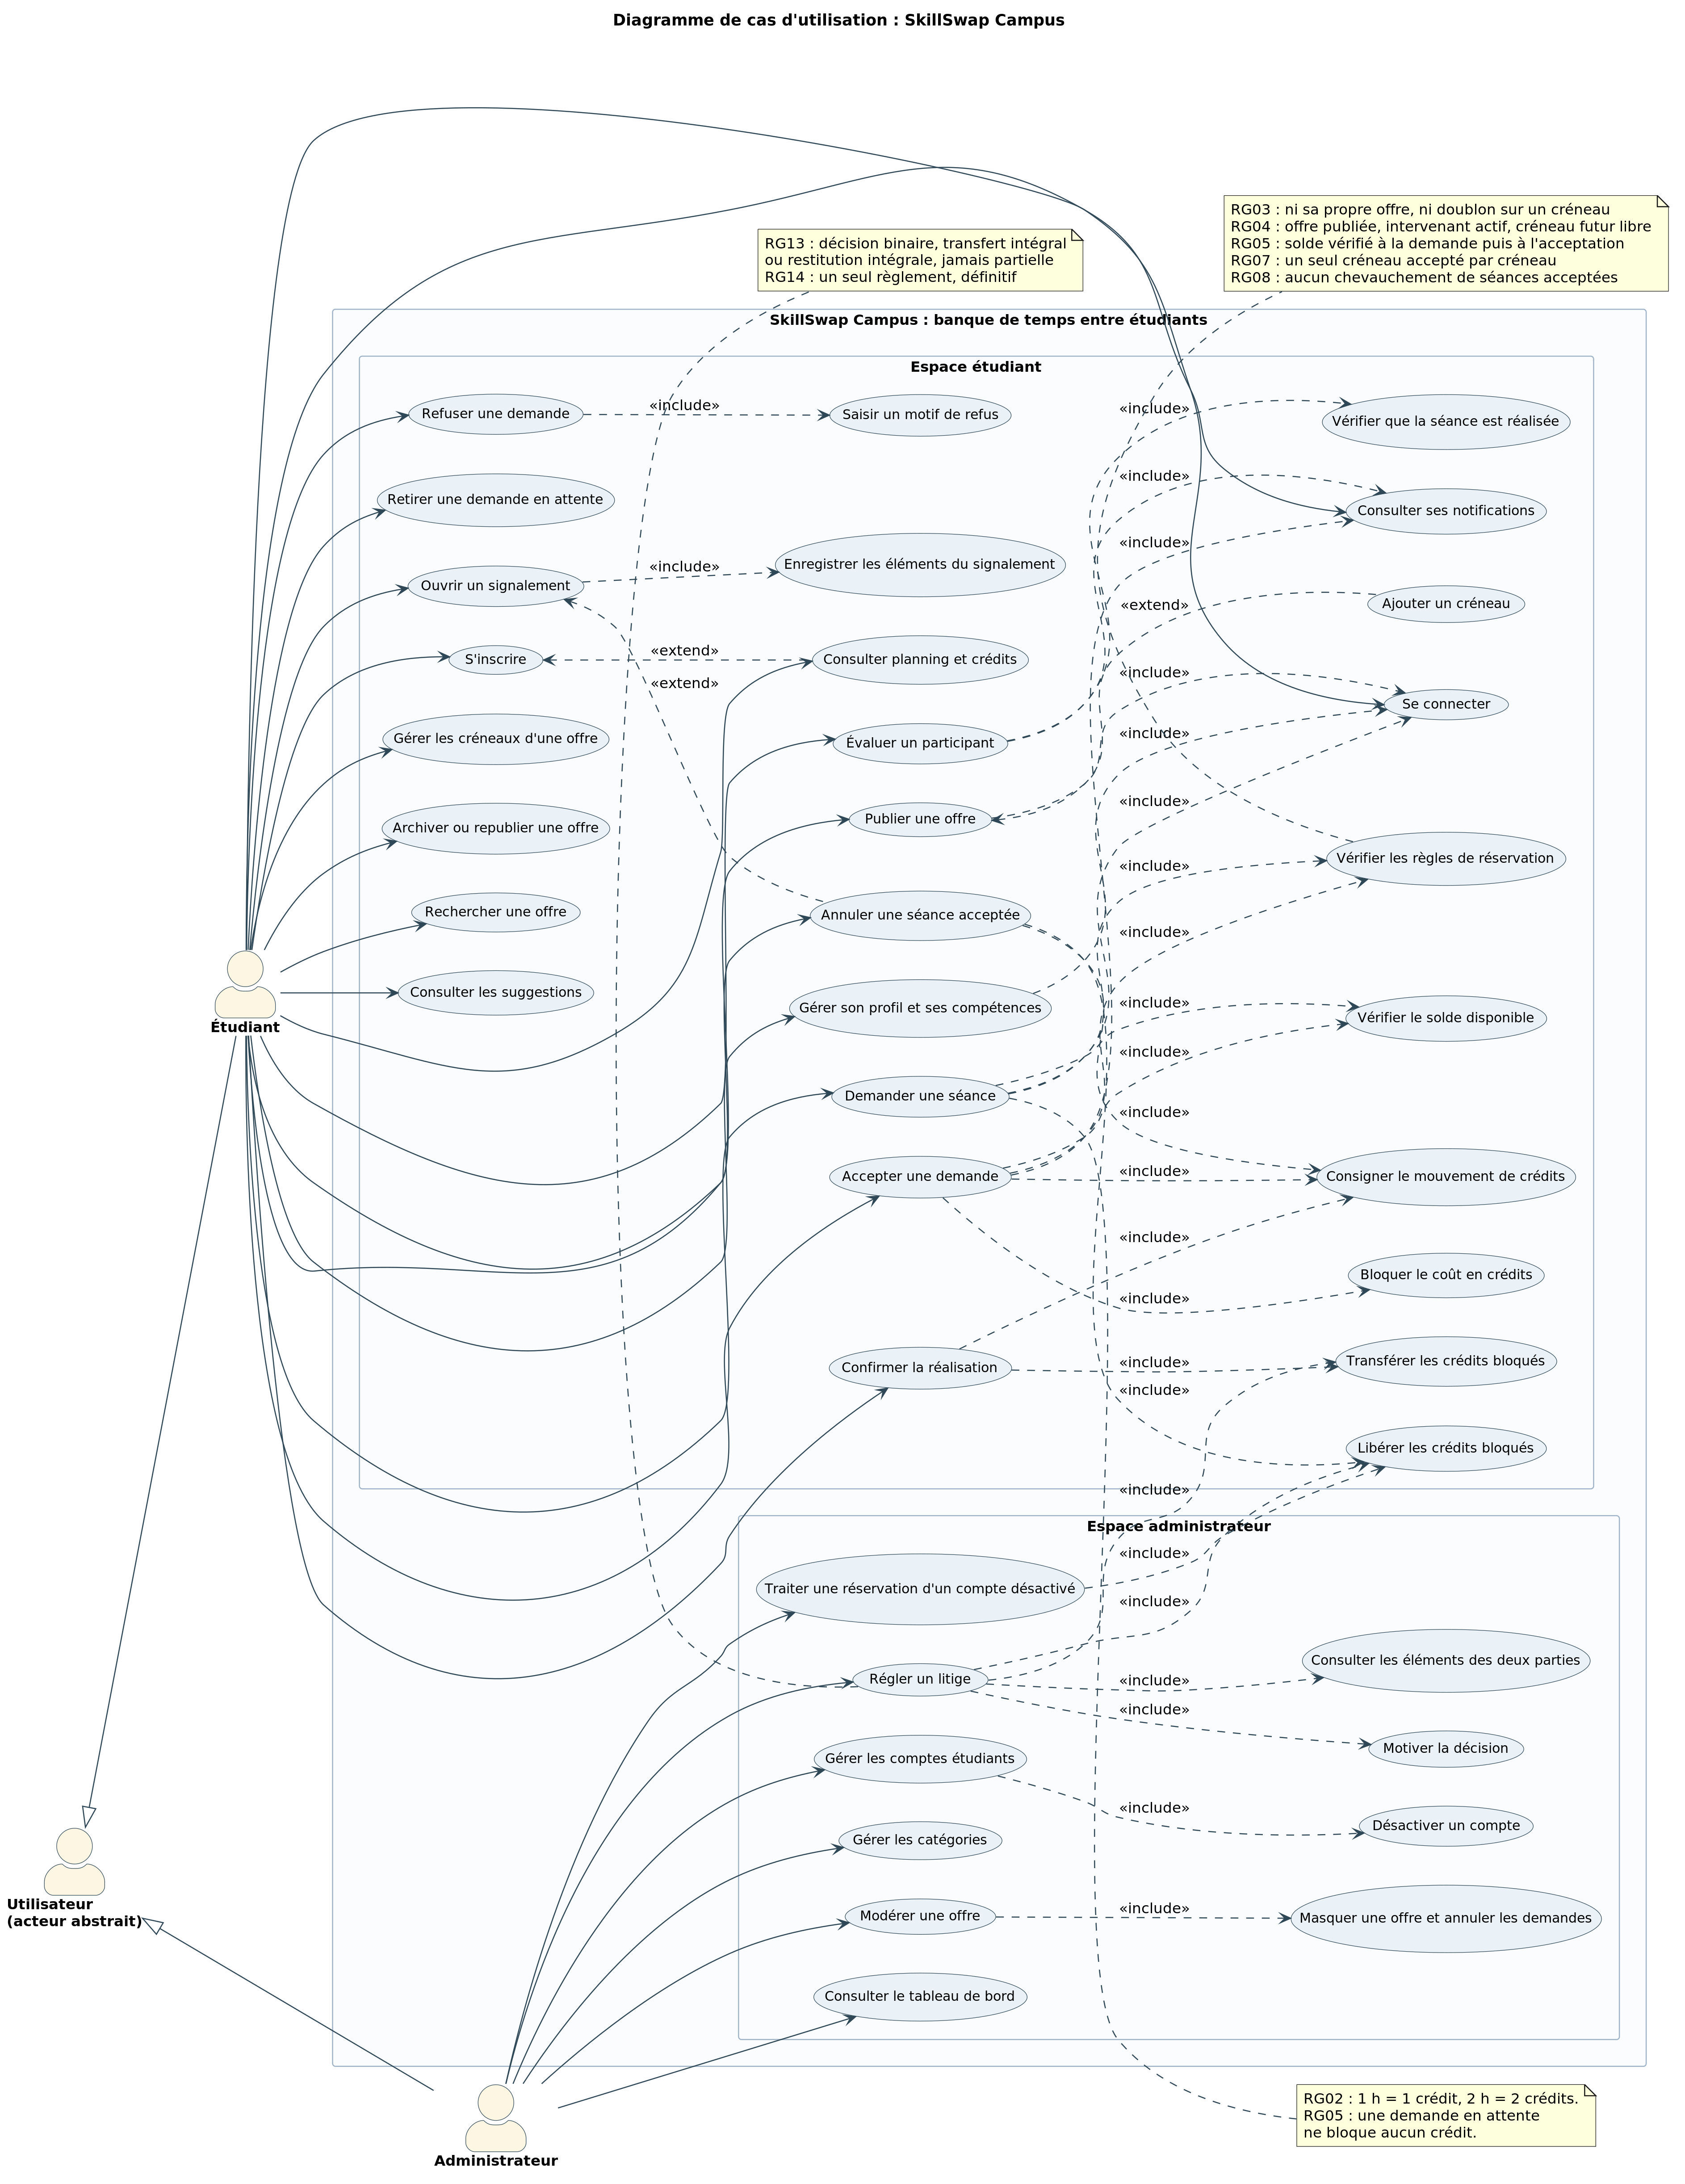 Diagramme de cas d'utilisation : SkillSwap Campus
RG03 : ni sa propre offre, ni doublon sur un créneau
RG04 : offre publiée, intervenant actif, créneau futur libre
RG05 : solde vérifié à la demande puis à l'acceptation
RG07 : un seul créneau accepté par créneau
RG08 : aucun chevauchement de séances acceptées
RG13 : décision binaire, transfert intégral
ou restitution intégrale, jamais partielle
RG14 : un seul règlement, définitif
SkillSwap Campus : banque de temps entre étudiants
Espace étudiant
Refuser une demande
«include»
Saisir un motif de refus
«include»
Vérifier que la séance est réalisée
Retirer une demande en attente
«include»
Consulter ses notifications
«include»
Ouvrir un signalement
«include»
Enregistrer les éléments du signalement
«extend»
Ajouter un créneau
S'inscrire
«extend»
Consulter planning et crédits
«extend»
«include»
Se connecter
Gérer les créneaux d'une offre
Évaluer un participant
«include»
Archiver ou republier une offre
Publier une offre
«include»
Vérifier les règles de réservation
«include»
Rechercher une offre
Annuler une séance acceptée
«include»
Consulter les suggestions
Gérer son profil et ses compétences
«include»
Vérifier le solde disponible
Étudiant
«include»
Demander une séance
«include»
Accepter une demande
«include»
Consigner le mouvement de crédits
«include»
Bloquer le coût en crédits
«include»
Confirmer la réalisation
«include»
Transférer les crédits bloqués
«include»
Libérer les crédits bloqués
«include»
Espace administrateur
«include»
Traiter une réservation d'un compte désactivé
«include»
Régler un litige
«include»
Consulter les éléments des deux parties
«include»
Motiver la décision
Gérer les comptes étudiants
«include»
Désactiver un compte
Gérer les catégories
Utilisateur
(acteur abstrait)
Modérer une offre
«include»
Masquer une offre et annuler les demandes
Consulter le tableau de bord
Administrateur
RG02 : 1 h = 1 crédit, 2 h = 2 crédits.
RG05 : une demande en attente
ne bloque aucun crédit.